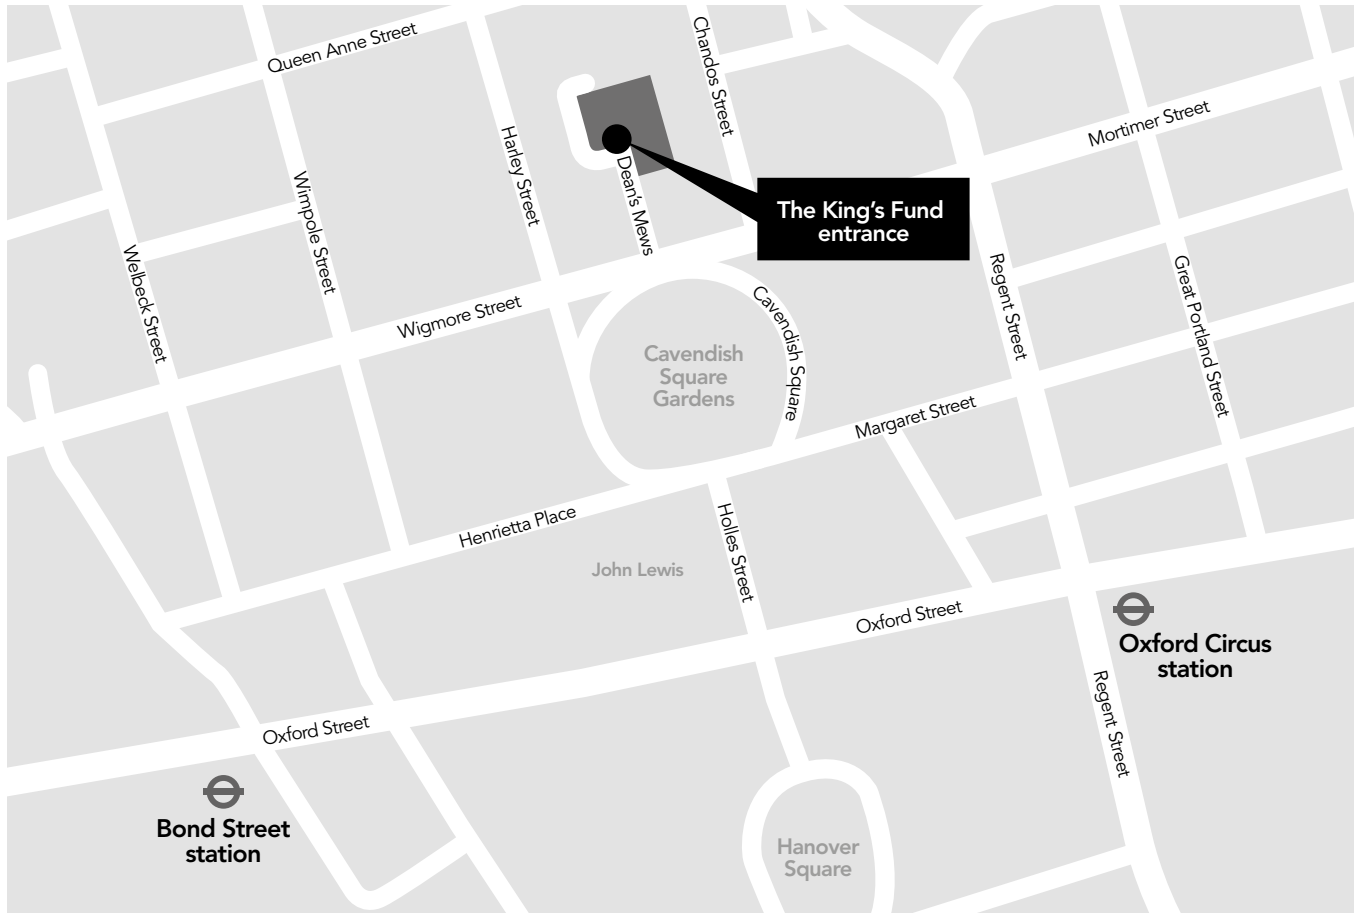 Queen Anne Street
Chandos Street
Mortimer Street
Harley Street
Dean's Mews
Wimpole Street
The King's Fund
entrance
Welbeck Street
Regent Street
Great Portland Street
Wigmore Street
Cavendish Square
Cavendish
Square
Gardens
Margaret Street
Henrietta Place
Holles Street
John Lewis
Oxford Street
Oxford Circus
station
Regent Street
Oxford Street
Bond Street
station
Hanover
Square